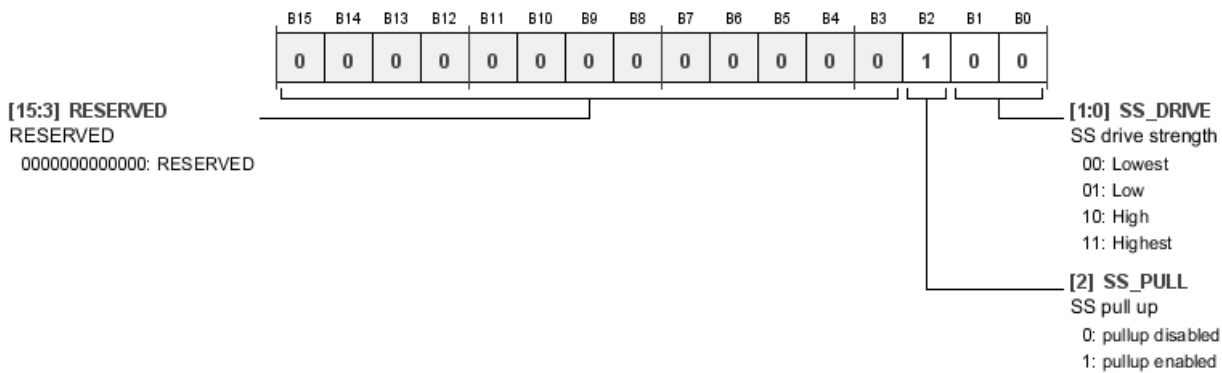 B15 B14 B13 B12 B11 B10 B9 B8 B7 B6 B5 B4 B3 B2 B1 B0
0 0 0 0 0 0 0 0 0 0 0 0 0 1 0 0
[15:3] RESERVED
RESERVED
0000000000000: RESERVED
[1:0] SS_DRIVE
SS drive strength
00: Lowest
01: Low
10: High
11: Highest
[2] SS_PULL
SS pull up
0: pullup disabled
1: pullup enabled